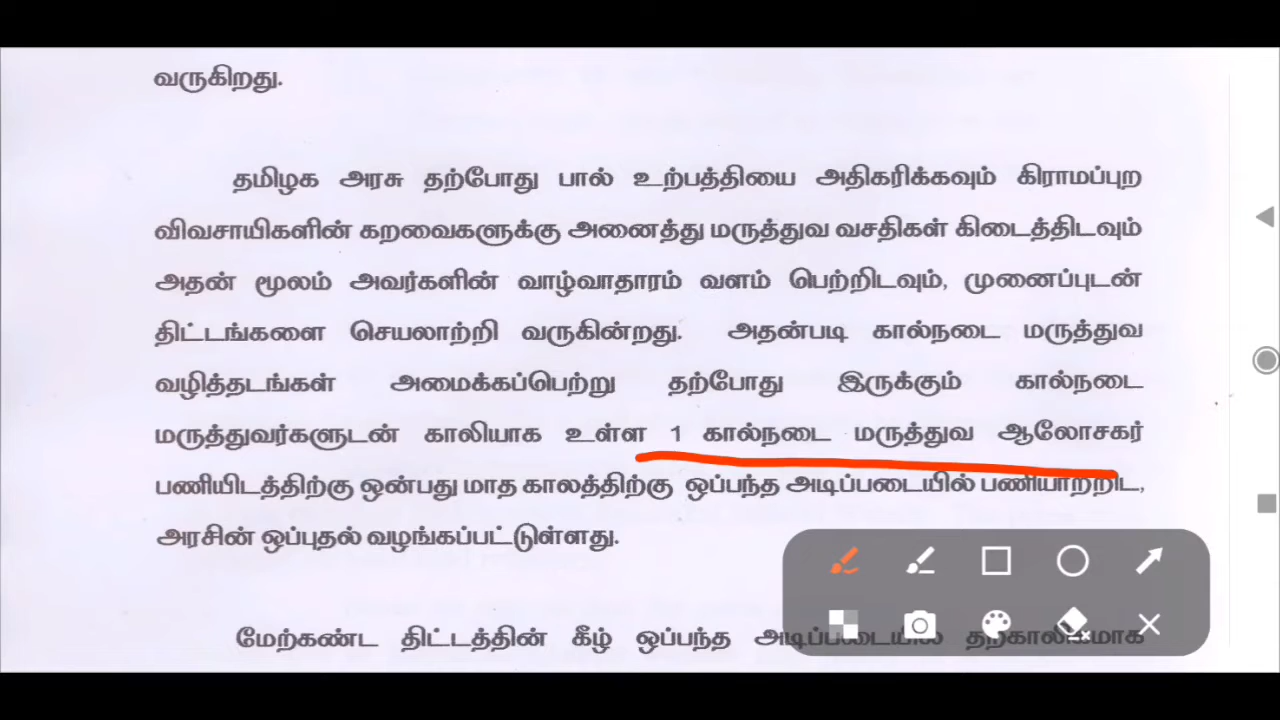 வருகிறது.
தமிழக அரசு தற்போது பால் உற்பத்தியை அதிகரிக்கவும் கிராமப்புற
விவசாயிகளின் கறவைகளுக்கு அனைத்து மருத்துவ வசதிகள் கிடைத்திடவும்
அதன் மூலம் அவர்களின் வாழ்வாதாரம் வளம் பெற்றிடவும், முனைப்புடன்
திட்டங்களை செயலாற்றி வருகின்றது. அதன்படி கால்நடை மருத்துவ
வழித்தடங்கள் அமைக்கப்பெற்று தற்போது இருக்கும் கால்நடை
மருத்துவர்களுடன் காலியாக உள்ள 1 கால்நடை மருத்துவ ஆலோசகர்
பணியிடத்திற்கு ஒன்பது மாத காலத்திற்கு ஒப்பந்த அடிப்படையில் பணியாற்றிட,
அரசின் ஒப்புதல் வழங்கப்பட்டுள்ளது.
மேற்கண்ட திட்டத்தின் கீழ் ஒப்பந்த அடிப்படையில் தற்காலிகமாக